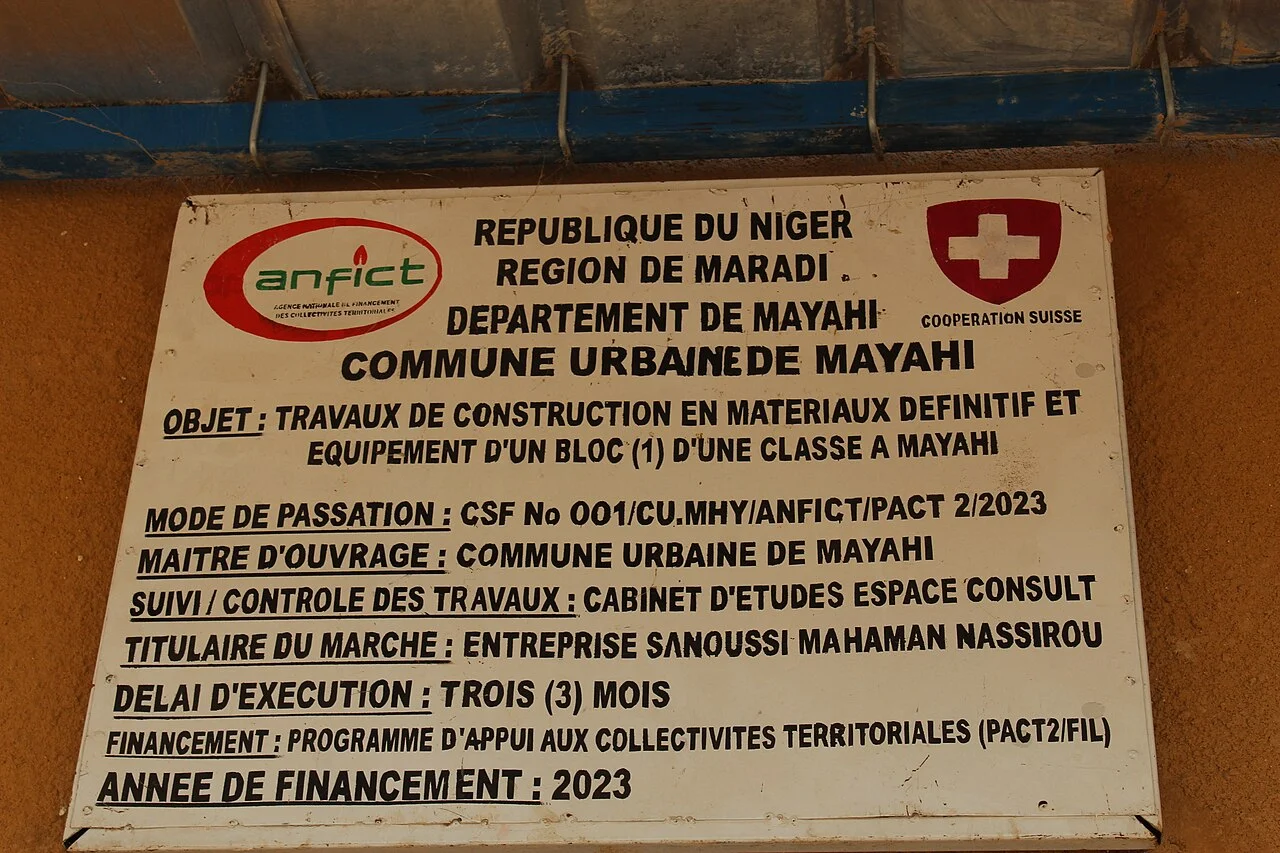 anfict
AGENCE NATIONALE DE FINANCEMENT
DES COLLECTIVITES TERRITORIALES
REPUBLIQUE DU NIGER
REGION DE MARADI
DEPARTEMENT DE MAYAHI
COMMUNE URBAINE DE MAYAHI
COOPERATION SUISSE
OBJET : TRAVAUX DE CONSTRUCTION EN MATERIAUX DEFINITIF ET
EQUIPEMENT D'UN BLOC (1) D'UNE CLASSE A MAYAHI
MODE DE PASSATION : CSF No 001/CU.MHY/ANFICT/PACT 2/2023
MAITRE D'OUVRAGE : COMMUNE URBAINE DE MAYAHI
SUIVI / CONTROLE DES TRAVAUX : CABINET D'ETUDES ESPACE CONSULT
TITULAIRE DU MARCHE : ENTREPRISE SANOUSSI MAHAMAN NASSIROU
DELAI D'EXECUTION : TROIS (3) MOIS
FINANCEMENT : PROGRAMME D'APPUI AUX COLLECTIVITES TERRITORIALES (PACT2/FIL)
ANNEE DE FINANCEMENT : 2023